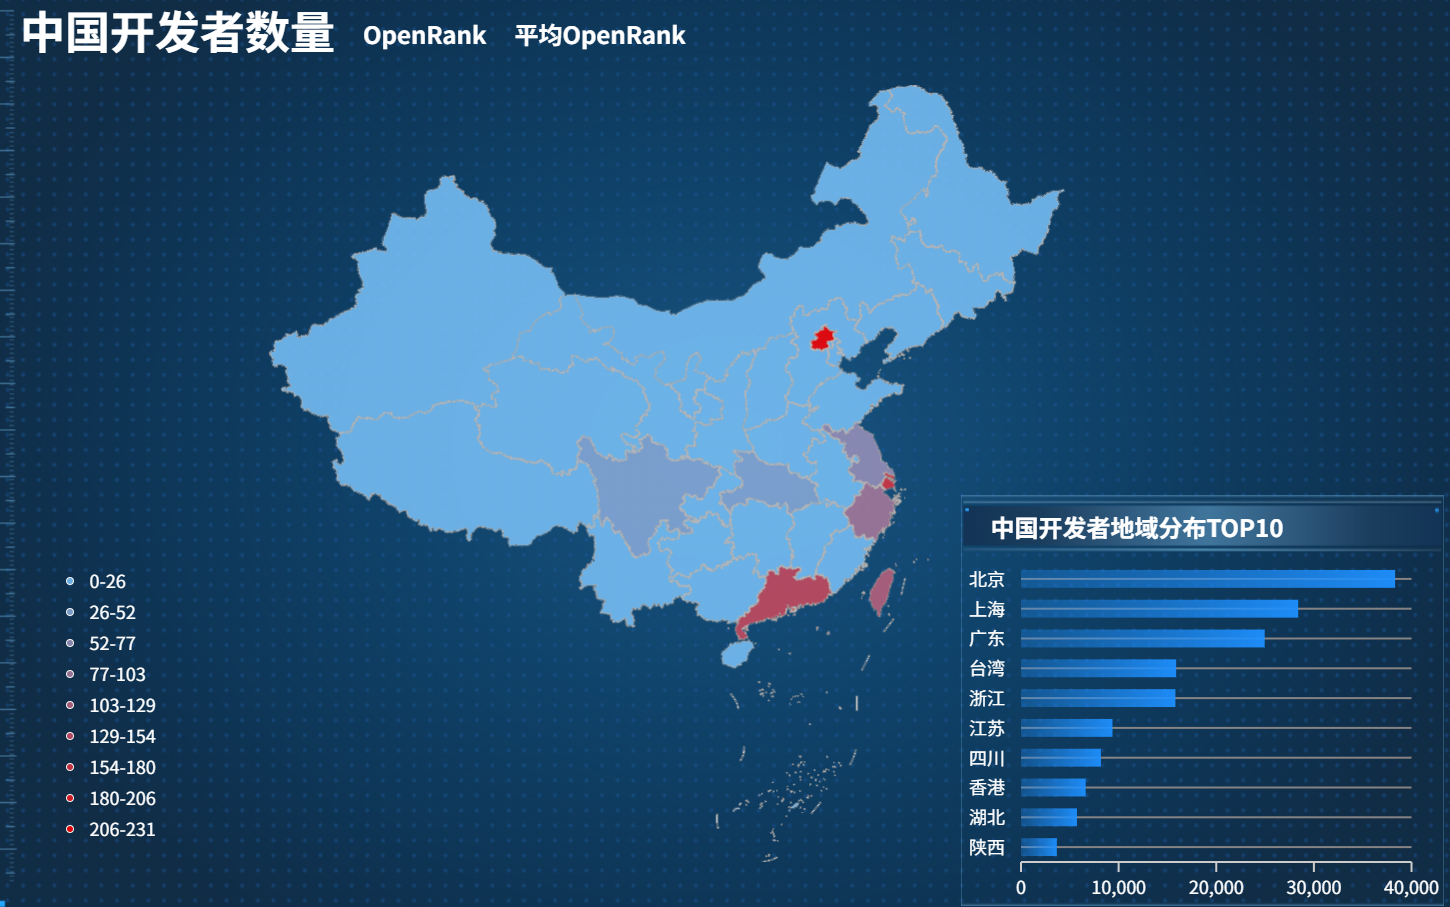 中国开发者数量 OpenRank 平均OpenRank
0-26
26-52
52-77
77-103
103-129
129-154
154-180
180-206
206-231
中国开发者地域分布TOP10
北京
上海
广东
台湾
浙江
江苏
四川
香港
湖北
陕西
0 10,000 20,000 30,000 40,000